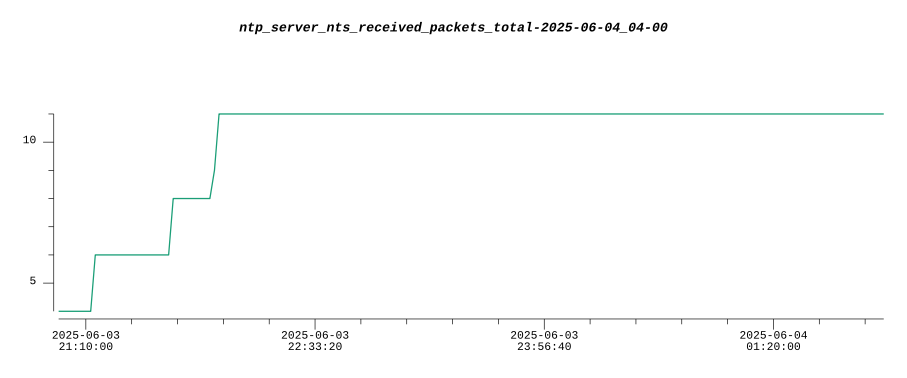 ntp_server_nts_received_packets_total-2025-06-04_04-00
10
5
2025-06-03 2025-06-03 2025-06-03 2025-06-04
21:10:00 22:33:20 23:56:40 01:20:00